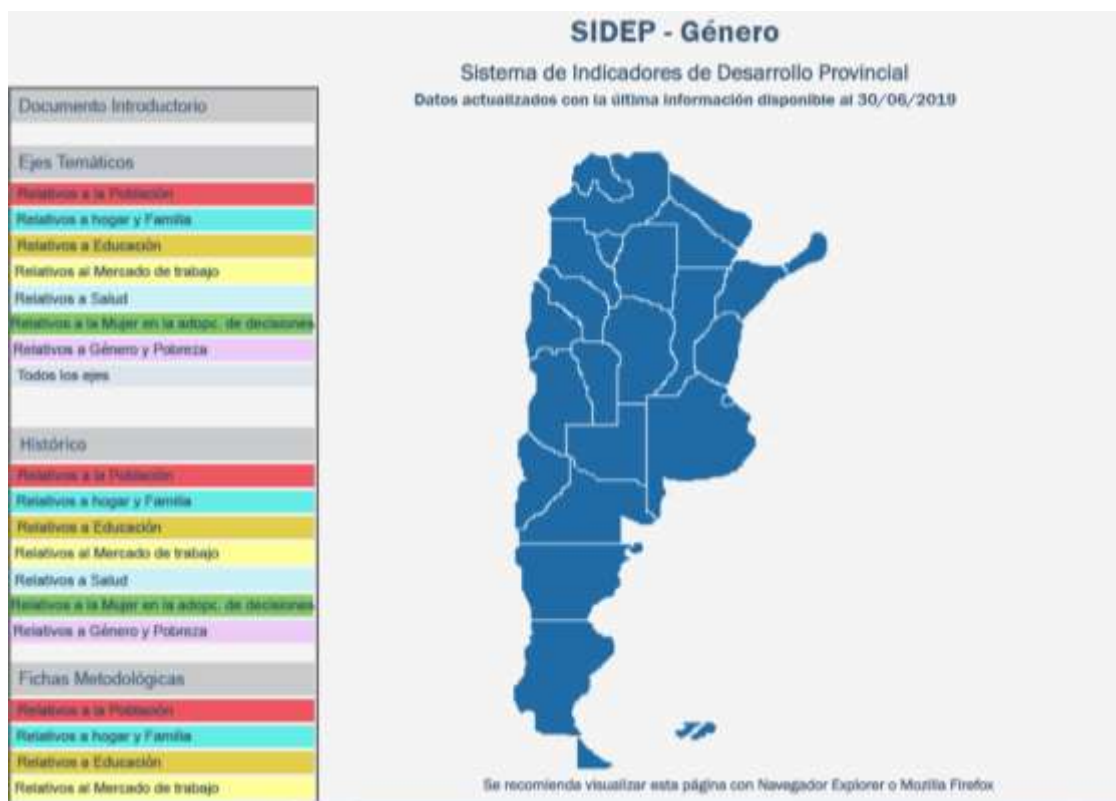 SIDEP - Género
Sistema de Indicadores de Desarrollo Provincial
Datos actualizados con la última información disponible al 30/06/2019
Documento Introductorio
Ejes Temáticos
Relativos a la Población
Relativos a hogar y Familia
Relativos a Educación
Relativos al Mercado de trabajo
Relativos a Salud
Relativos a la Mujer en la adopc. de decisiones
Relativos a Género y Pobreza
Todos los ejes
Histórico
Relativos a la Población
Relativos a hogar y Familia
Relativos a Educación
Relativos al Mercado de trabajo
Relativos a Salud
Relativos a la Mujer en la adopc. de decisiones
Relativos a Género y Pobreza
Fichas Metodológicas
Relativos a la Población
Relativos a hogar y Familia
Relativos a Educación
Relativos al Mercado de trabajo
Se recomienda visualizar esta página con Navegador Explorer o Mozilla Firefox